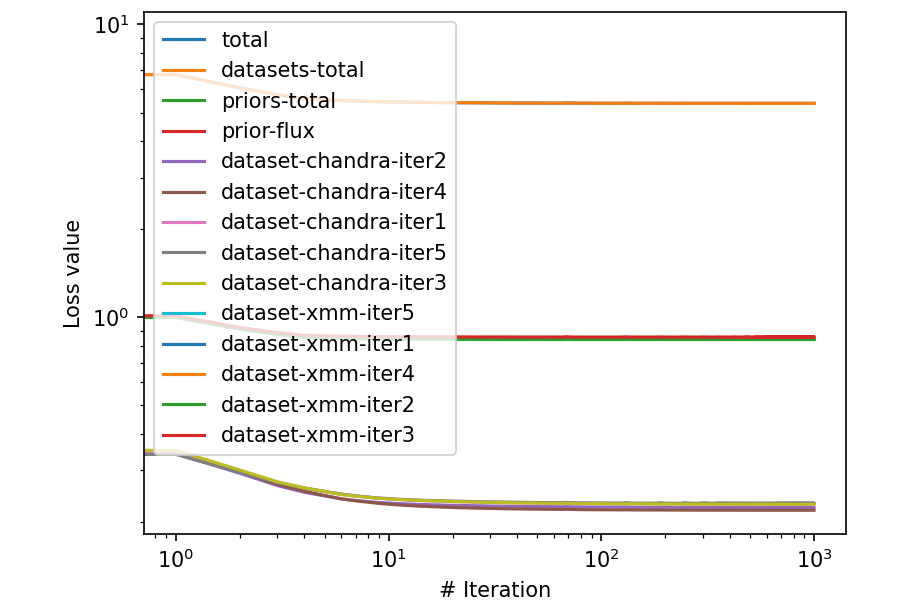 10¹
10⁰
Loss value
total
datasets-total
priors-total
prior-flux
dataset-chandra-iter2
dataset-chandra-iter4
dataset-chandra-iter1
dataset-chandra-iter5
dataset-chandra-iter3
dataset-xmm-iter5
dataset-xmm-iter1
dataset-xmm-iter4
dataset-xmm-iter2
dataset-xmm-iter3
10⁰ 10¹ 10² 10³
# Iteration